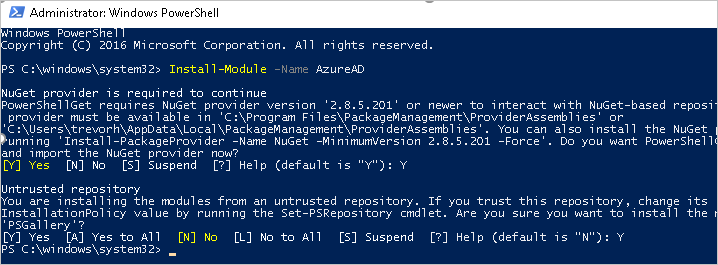 Administrator: Windows PowerShell
Windows PowerShell
Copyright (C) 2016 Microsoft Corporation. All rights reserved.
PS C:\windows\system32> Install-Module -Name AzureAD
NuGet provider is required to continue
PowerShellGet requires NuGet provider version '2.8.5.201' or newer to interact with NuGet-based reposit
provider must be available in 'C:\Program Files\PackageManagement\ProviderAssemblies' or
'C:\Users\trevorh\AppData\Local\PackageManagement\ProviderAssemblies'. You can also install the NuGet p
running 'Install-PackageProvider -Name NuGet -MinimumVersion 2.8.5.201 -Force'. Do you want PowerShellG
and import the NuGet provider now?
[Y] Yes [N] No [S] Suspend [?] Help (default is "Y"): Y
Untrusted repository
You are installing the modules from an untrusted repository. If you trust this repository, change its
InstallationPolicy value by running the Set-PSRepository cmdlet. Are you sure you want to install the m
'PSGallery'?
[Y] Yes [A] Yes to All [N] No [L] No to All [S] Suspend [?] Help (default is "N"): Y
PS C:\windows\system32> _